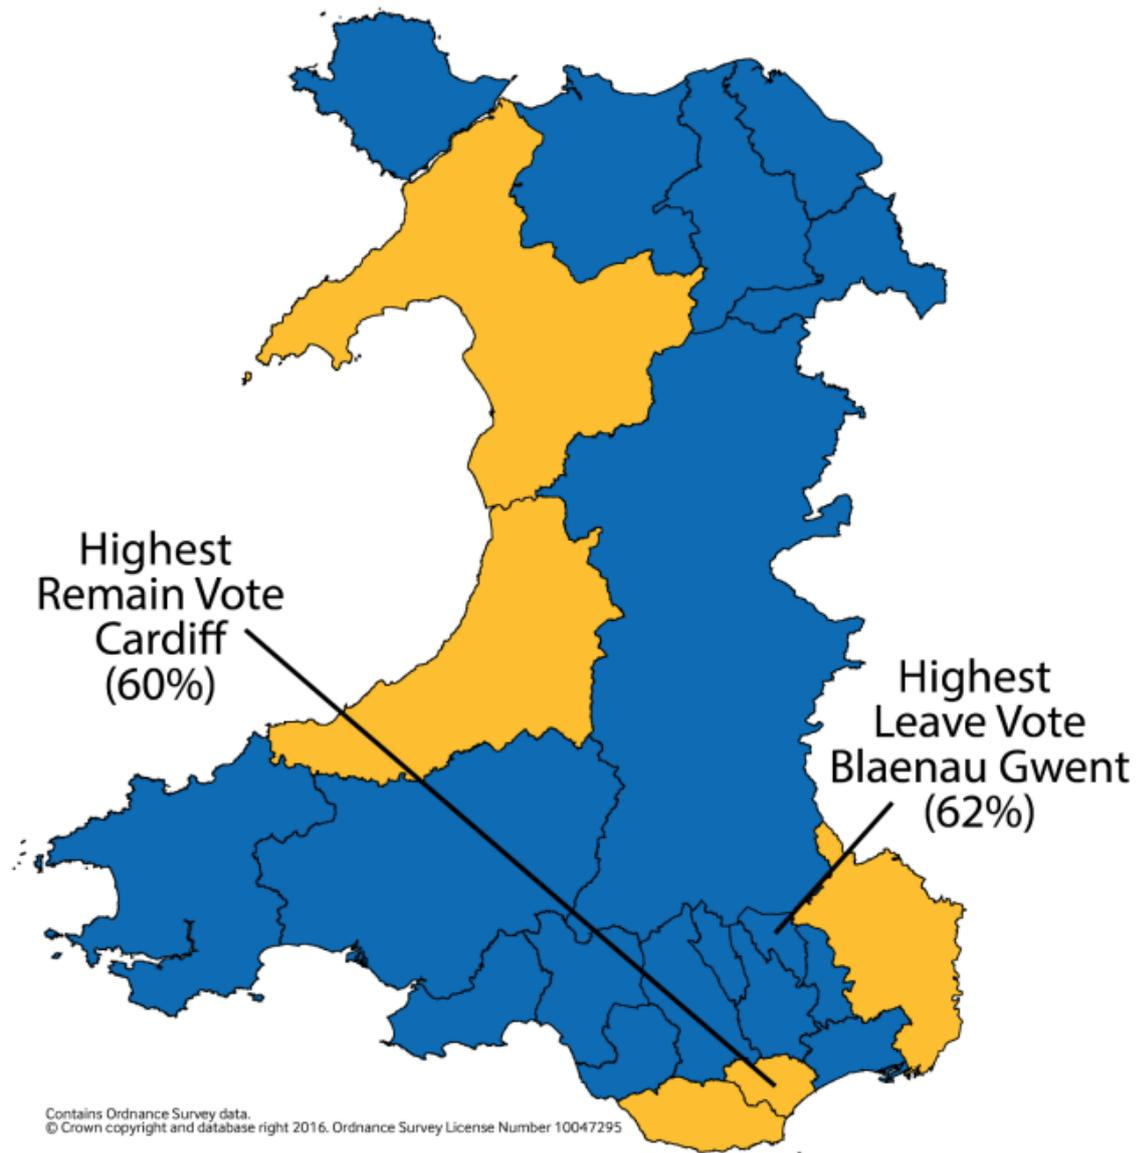 Highest
Remain Vote
Cardiff
(60%)
Highest
Leave Vote
Blaenau Gwent
(62%)
Contains Ordnance Survey data.
© Crown copyright and database right 2016. Ordnance Survey License Number 10047295